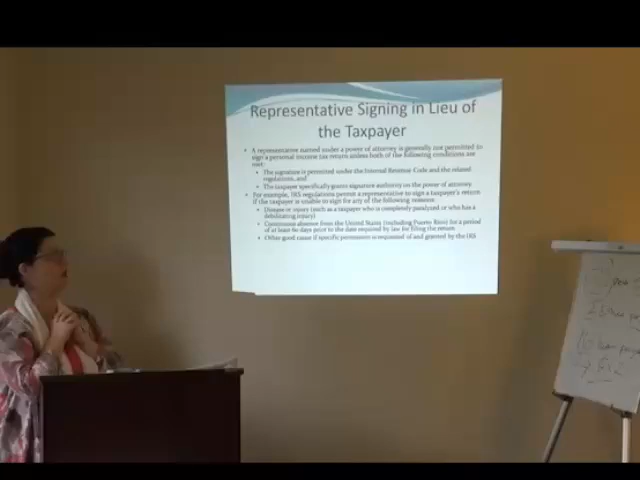 Representative Signing in Lieu of
the Taxpayer
• A representative named under a power of attorney is generally not permitted to
sign a personal income tax return unless both of the following conditions are
met:
• The signature is permitted under the Internal Revenue Code and the related
regulations, and
• The taxpayer specifically grants signature authority on the power of attorney.
• For example, IRS regulations permit a representative to sign a taxpayer's return
if the taxpayer is unable to sign for any of the following reasons:
• Disease or injury (such as a taxpayer who is completely paralyzed or who has a
debilitating injury)
• Continuous absence from the United States (including Puerto Rico) for a period
of at least 60 days prior to the date required by law for filing the return.
• Other good cause if specific permission is requested of and granted by the IRS